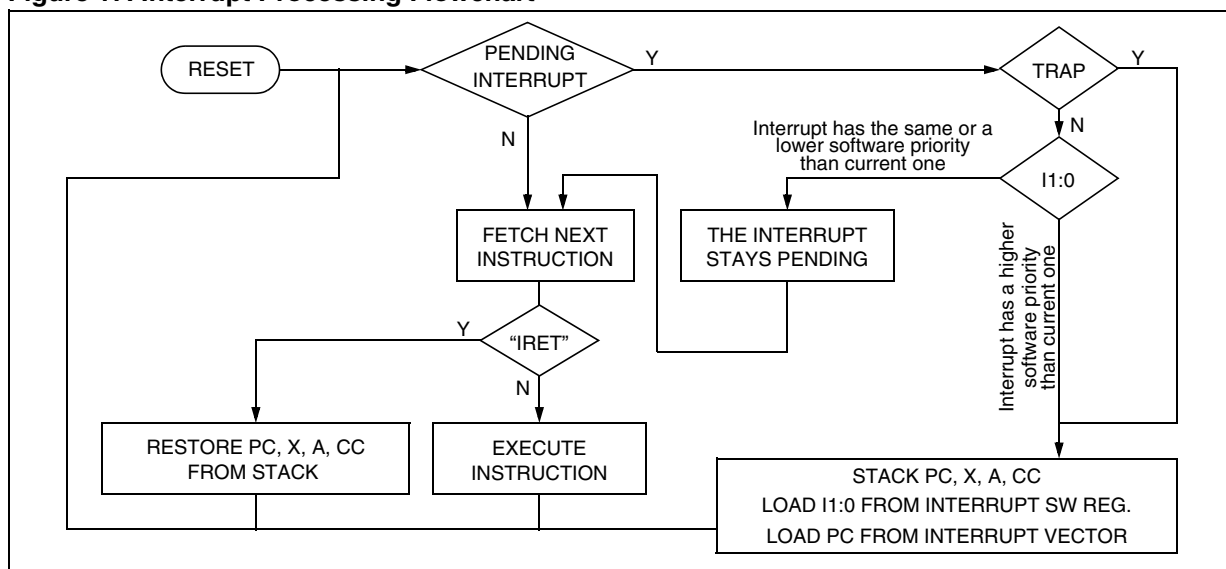 Interrupt Processing Flowchart
RESET
PENDING
INTERRUPT
Y
TRAP
Y
N
N
Interrupt has the same or a
lower software priority
than current one
I1:0
FETCH NEXT
INSTRUCTION
THE INTERRUPT
STAYS PENDING
Interrupt has a higher
software priority
than current one
Y
“IRET”
N
RESTORE PC, X, A, CC
FROM STACK
EXECUTE
INSTRUCTION
STACK PC, X, A, CC
LOAD I1:0 FROM INTERRUPT SW REG.
LOAD PC FROM INTERRUPT VECTOR